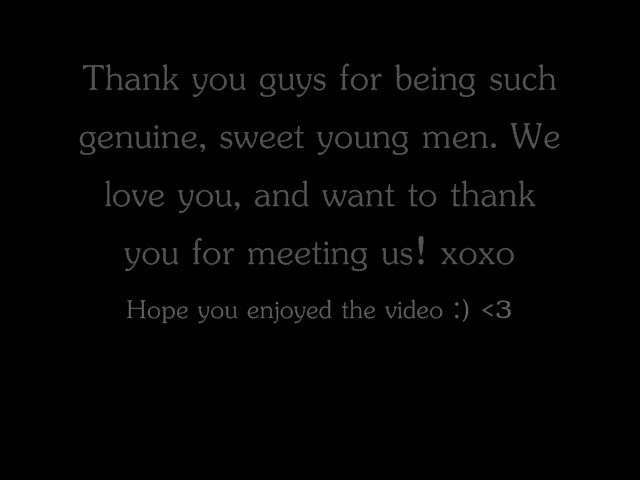 Thank you guys for being such
genuine, sweet young men. We
love you, and want to thank
you for meeting us! xoxo
Hope you enjoyed the video :) <3